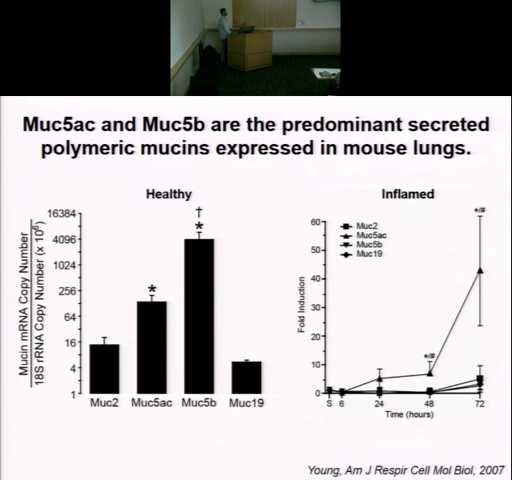 Muc5ac and Muc5b are the predominant secreted
polymeric mucins expressed in mouse lungs.
Healthy
Mucin mRNA Copy Number
18S rRNA Copy Number (x 10⁶)
16384
4096
1024
256
64
16
4
1
*
†
*
Muc2 Muc5ac Muc5b Muc19
Inflamed
Fold Induction
60
50
40
30
20
10
0
Muc2
Muc5ac
Muc5b
Muc19
*/#
*/#
S 6 24 48 72
Time (hours)
Young, Am J Respir Cell Mol Biol, 2007